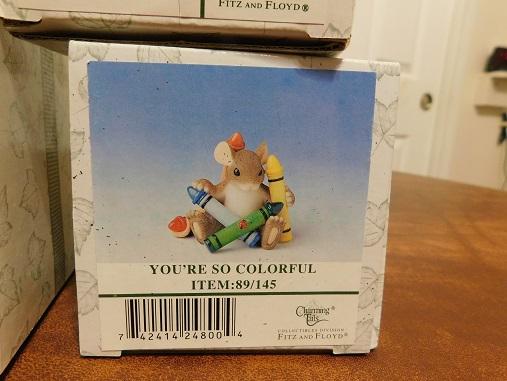 FITZ AND FLOYD®
YOU'RE SO COLORFUL
ITEM:89/145
7 42414 24800 4
Charming Tails
COLLECTIBLES DIVISION
FITZ AND FLOYD®